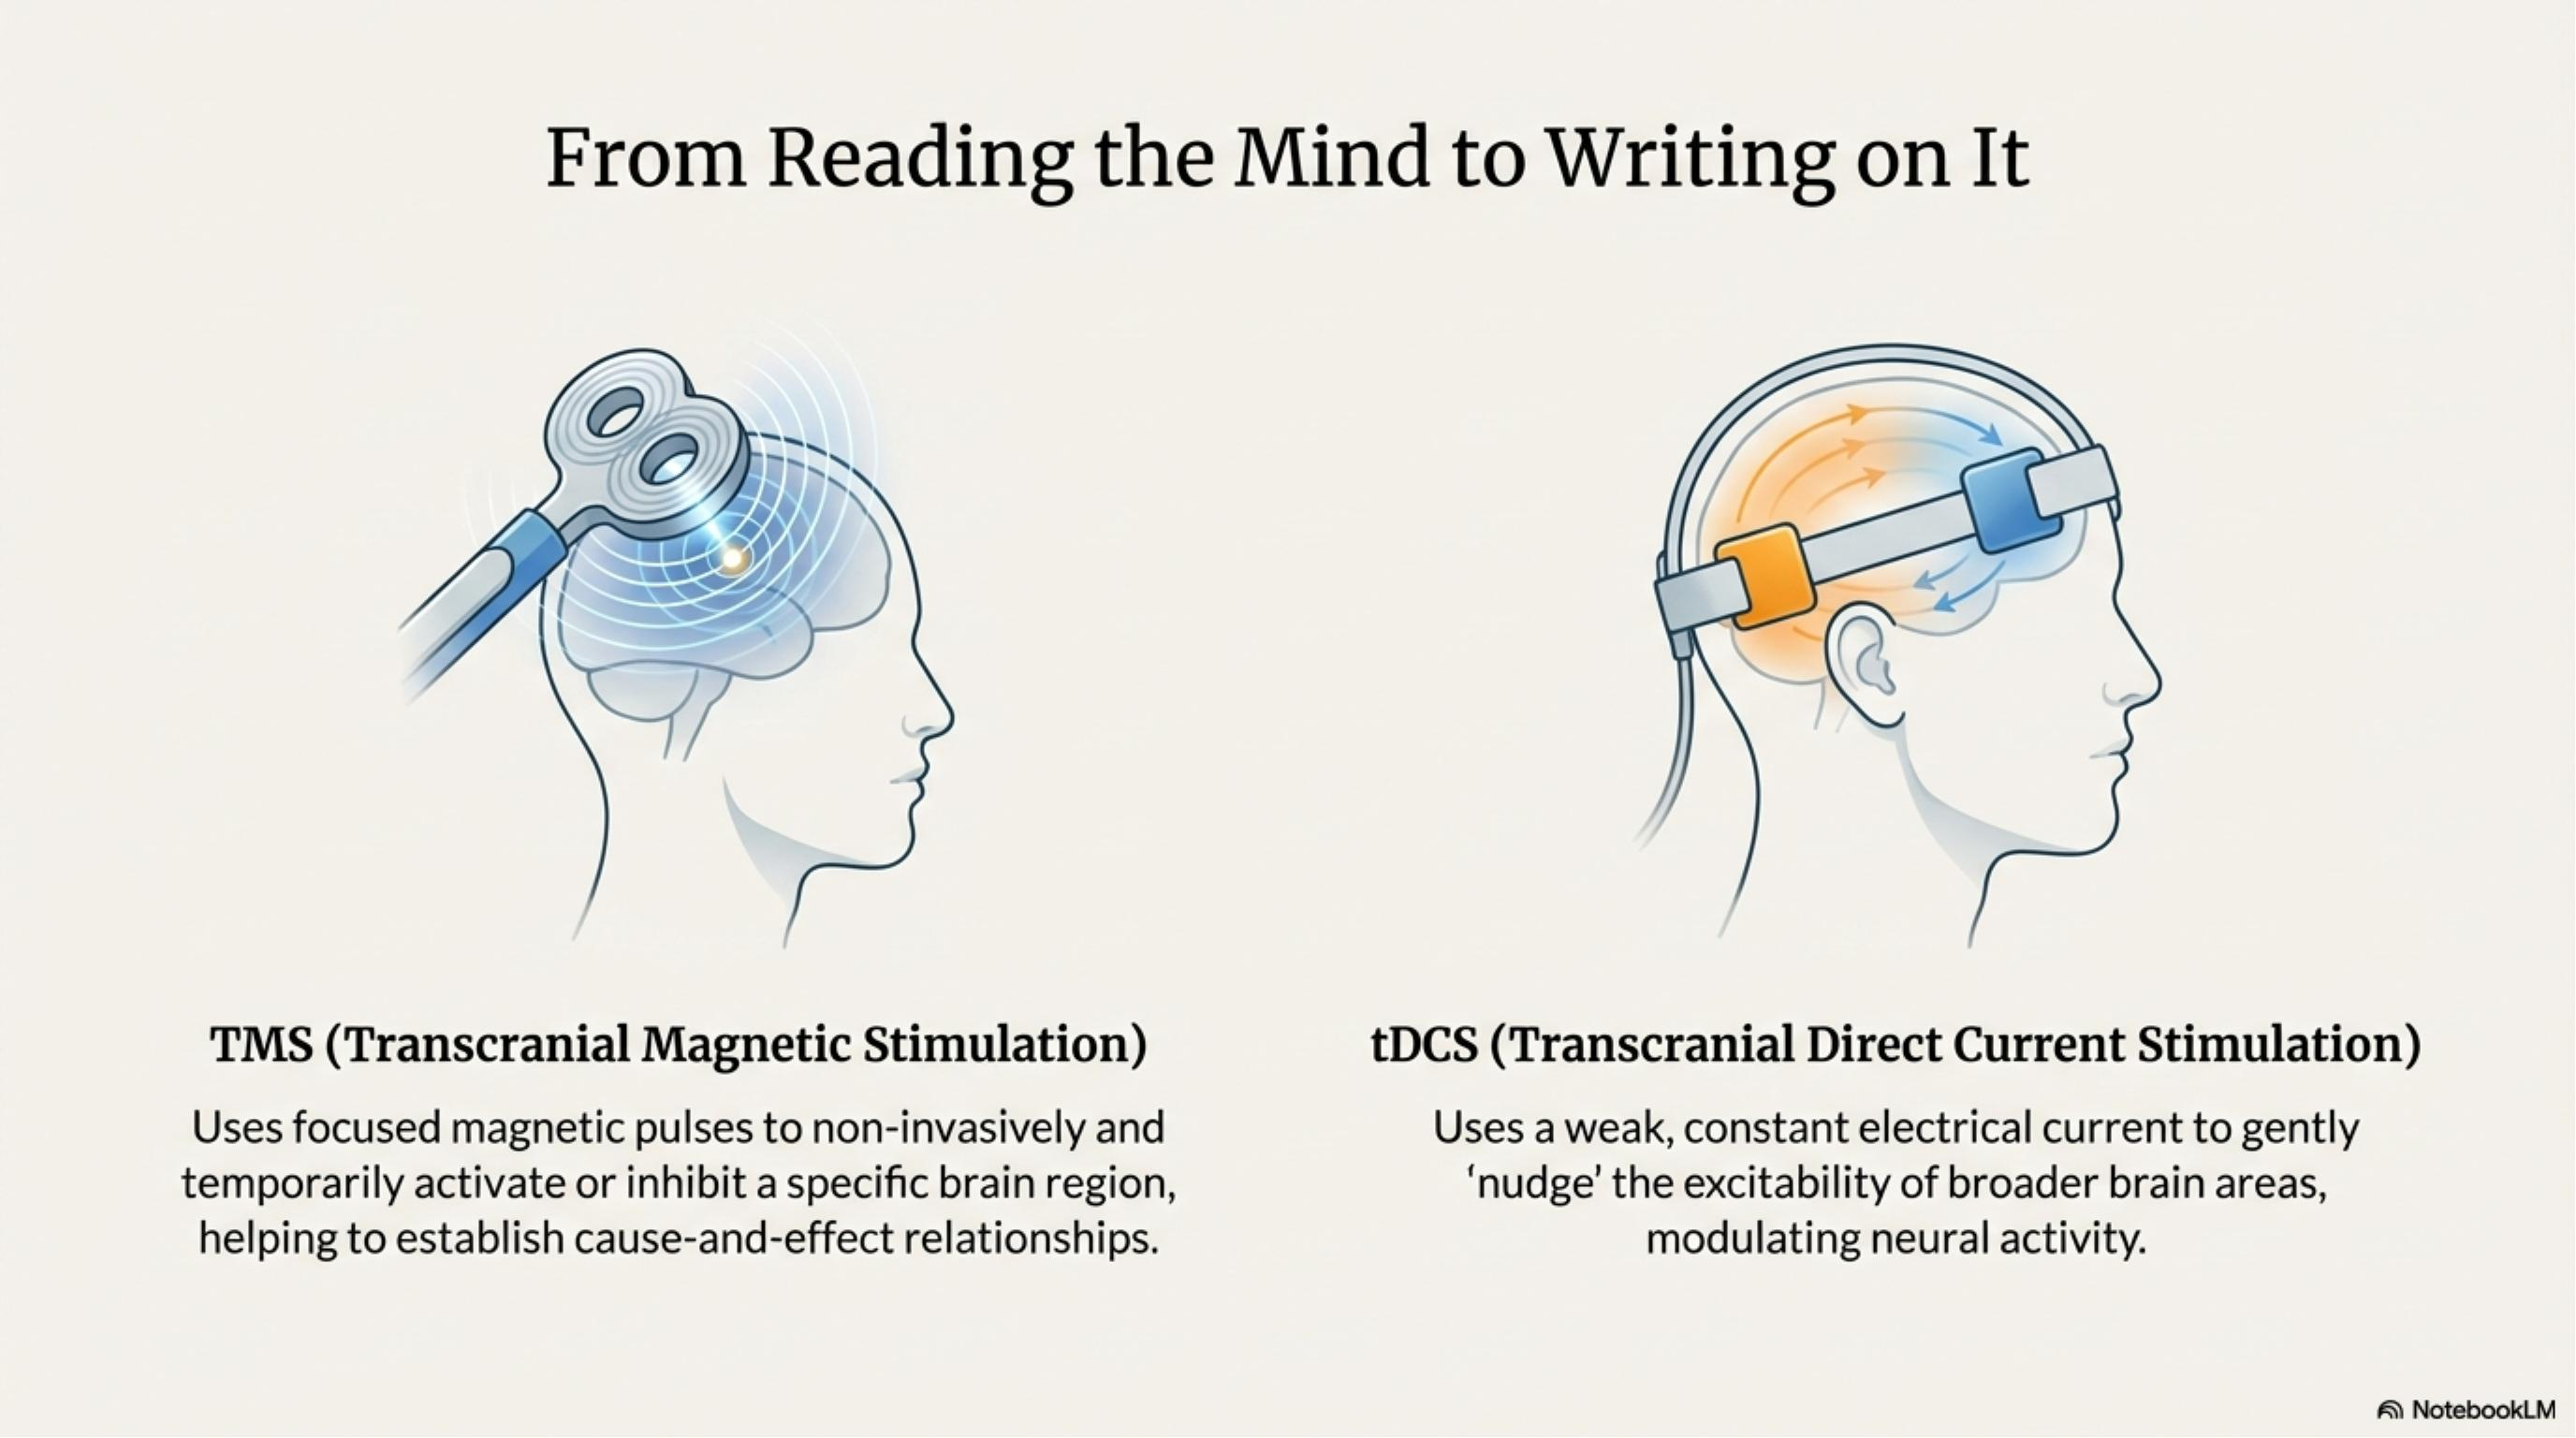 From Reading the Mind to Writing on It
TMS (Transcranial Magnetic Stimulation)
Uses focused magnetic pulses to non-invasively and
temporarily activate or inhibit a specific brain region,
helping to establish cause-and-effect relationships.
tDCS (Transcranial Direct Current Stimulation)
Uses a weak, constant electrical current to gently
‘nudge’ the excitability of broader brain areas,
modulating neural activity.
NotebookLM